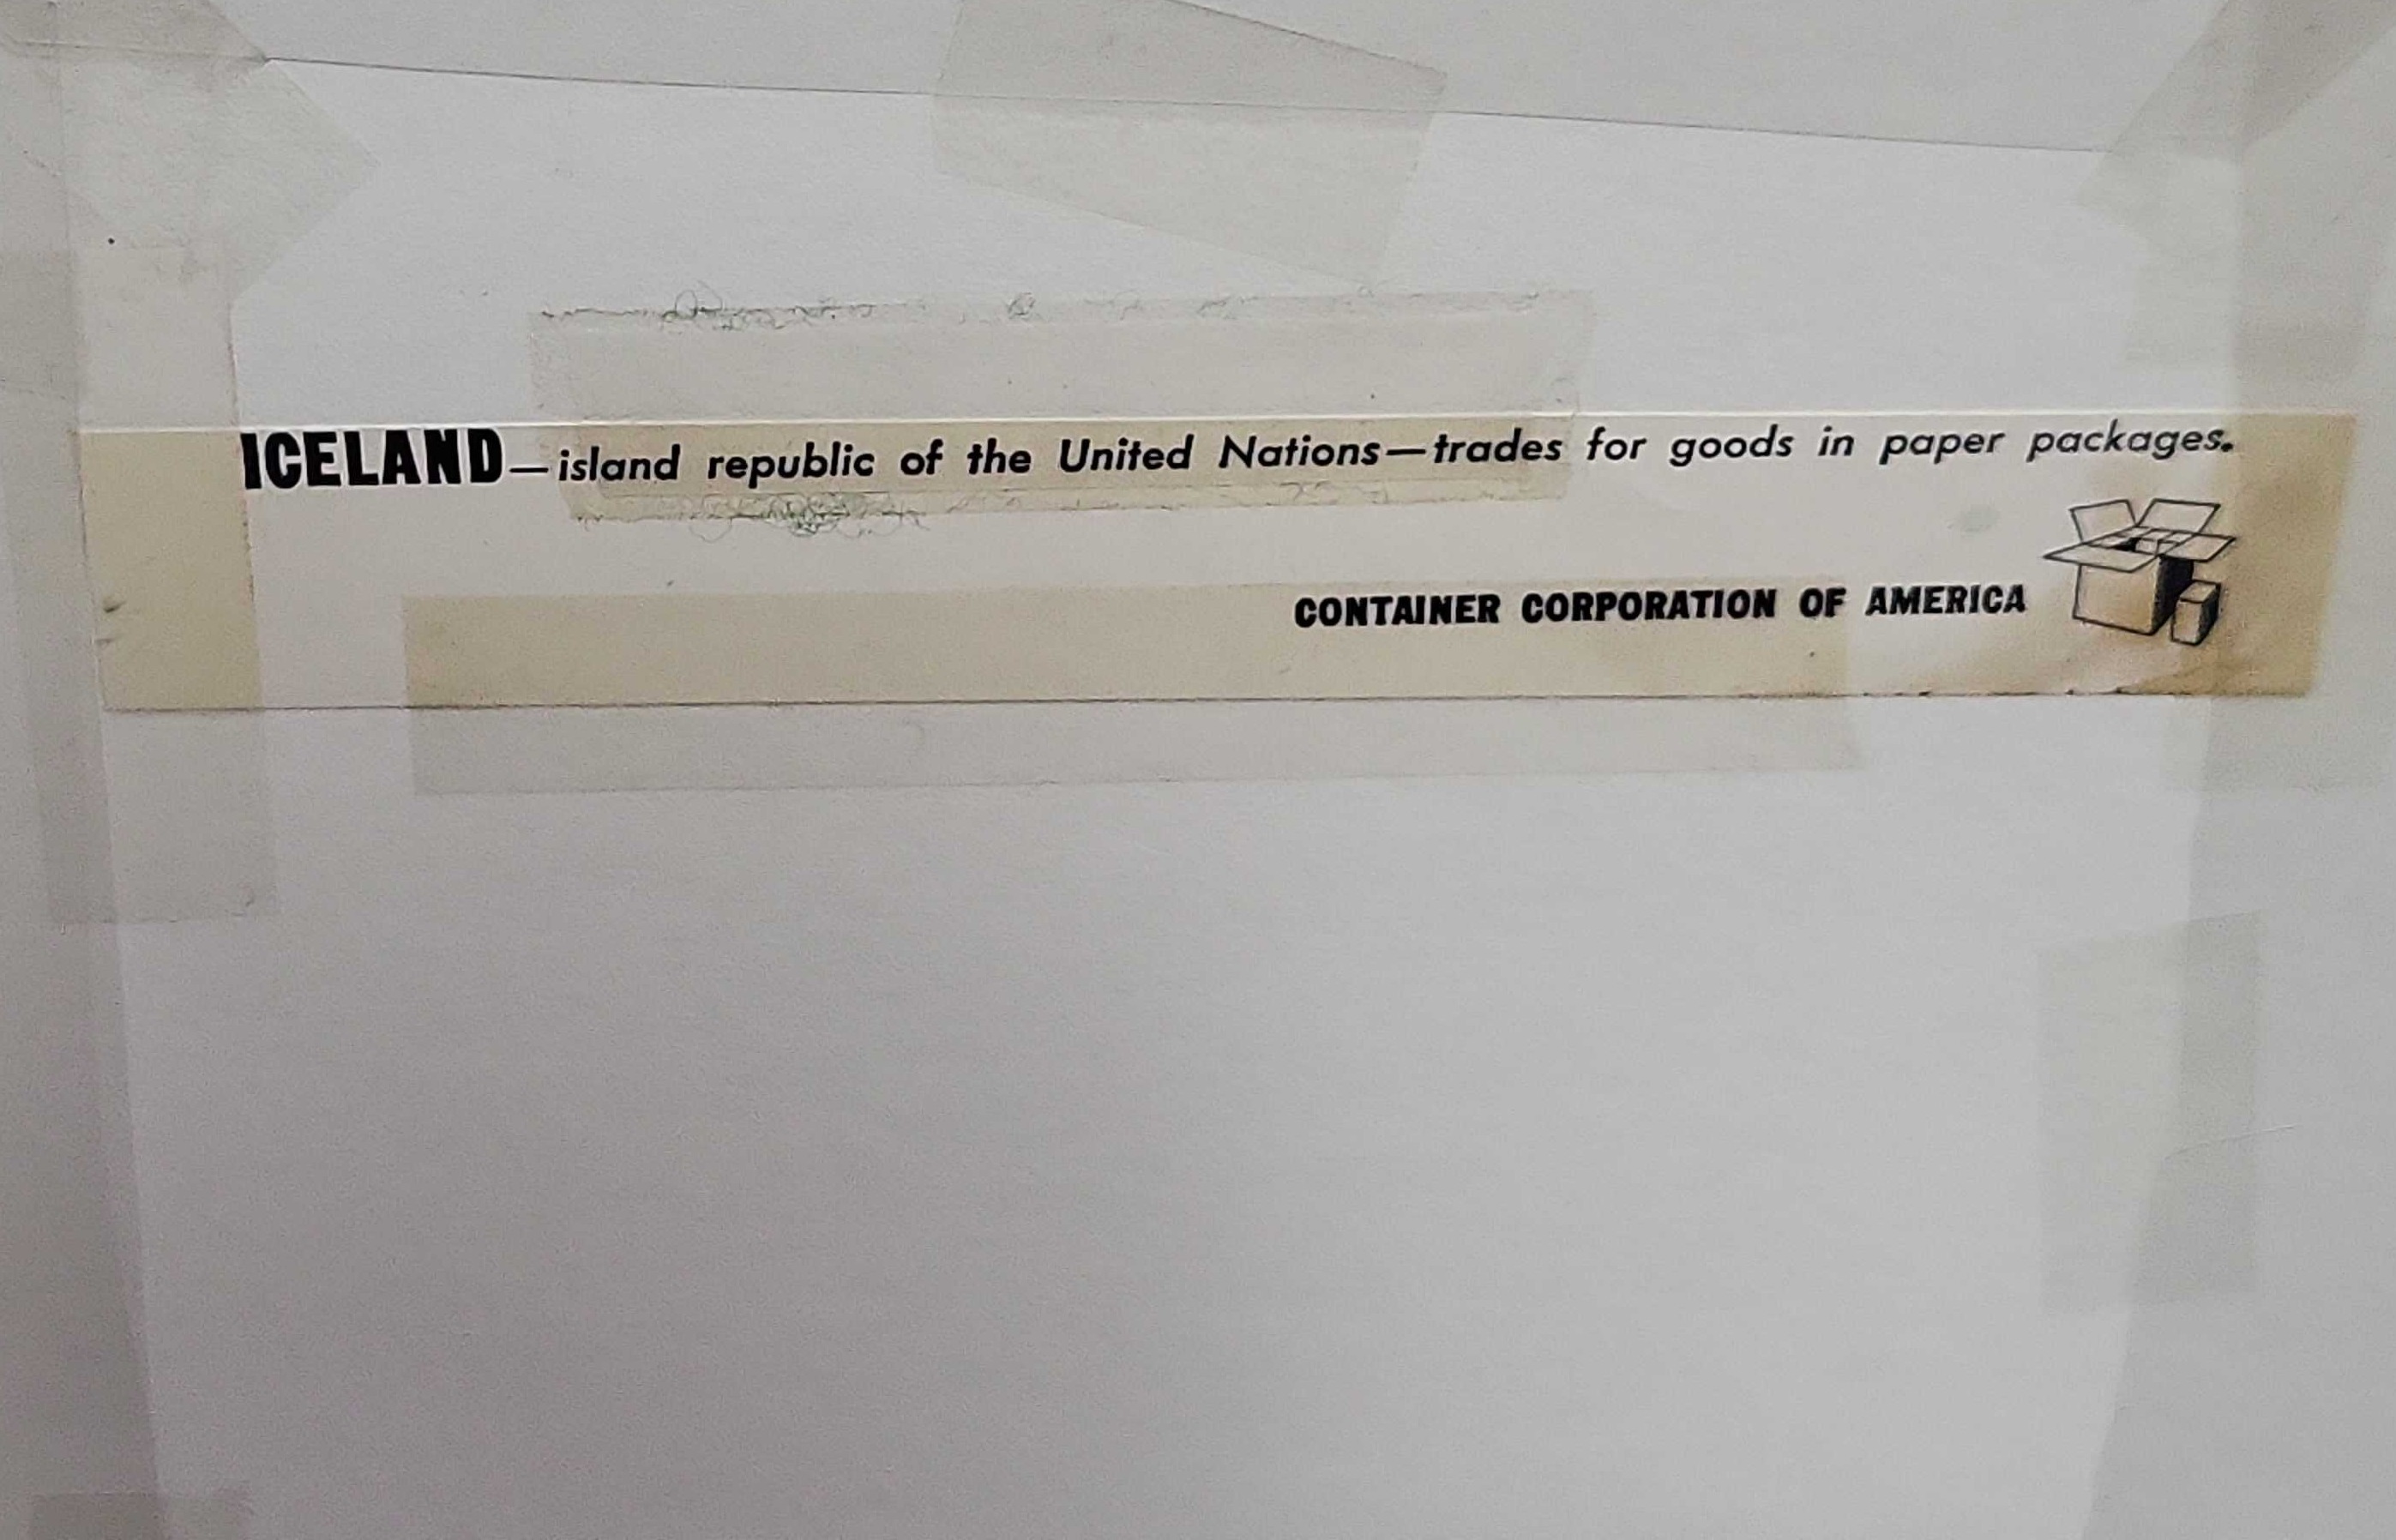 ICELAND—island republic of the United Nations—trades for goods in paper packages.
CONTAINER CORPORATION OF AMERICA